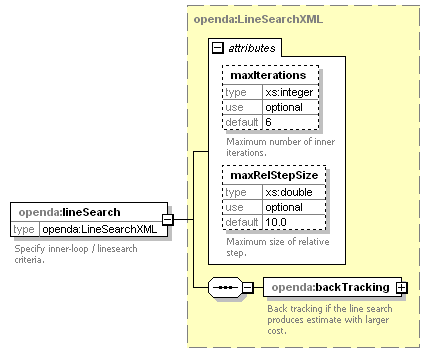 openda:LineSearchXML
attributes
maxIterations
type xs:integer
use optional
default 6
Maximum number of inner
iterations.
maxRelStepSize
type xs:double
use optional
default 10.0
Maximum size of relative
step.
openda:lineSearch
type openda:LineSearchXML
Specify inner-loop / linesearch
criteria.
openda:backTracking
Back tracking if the line search
produces estimate with larger
cost.